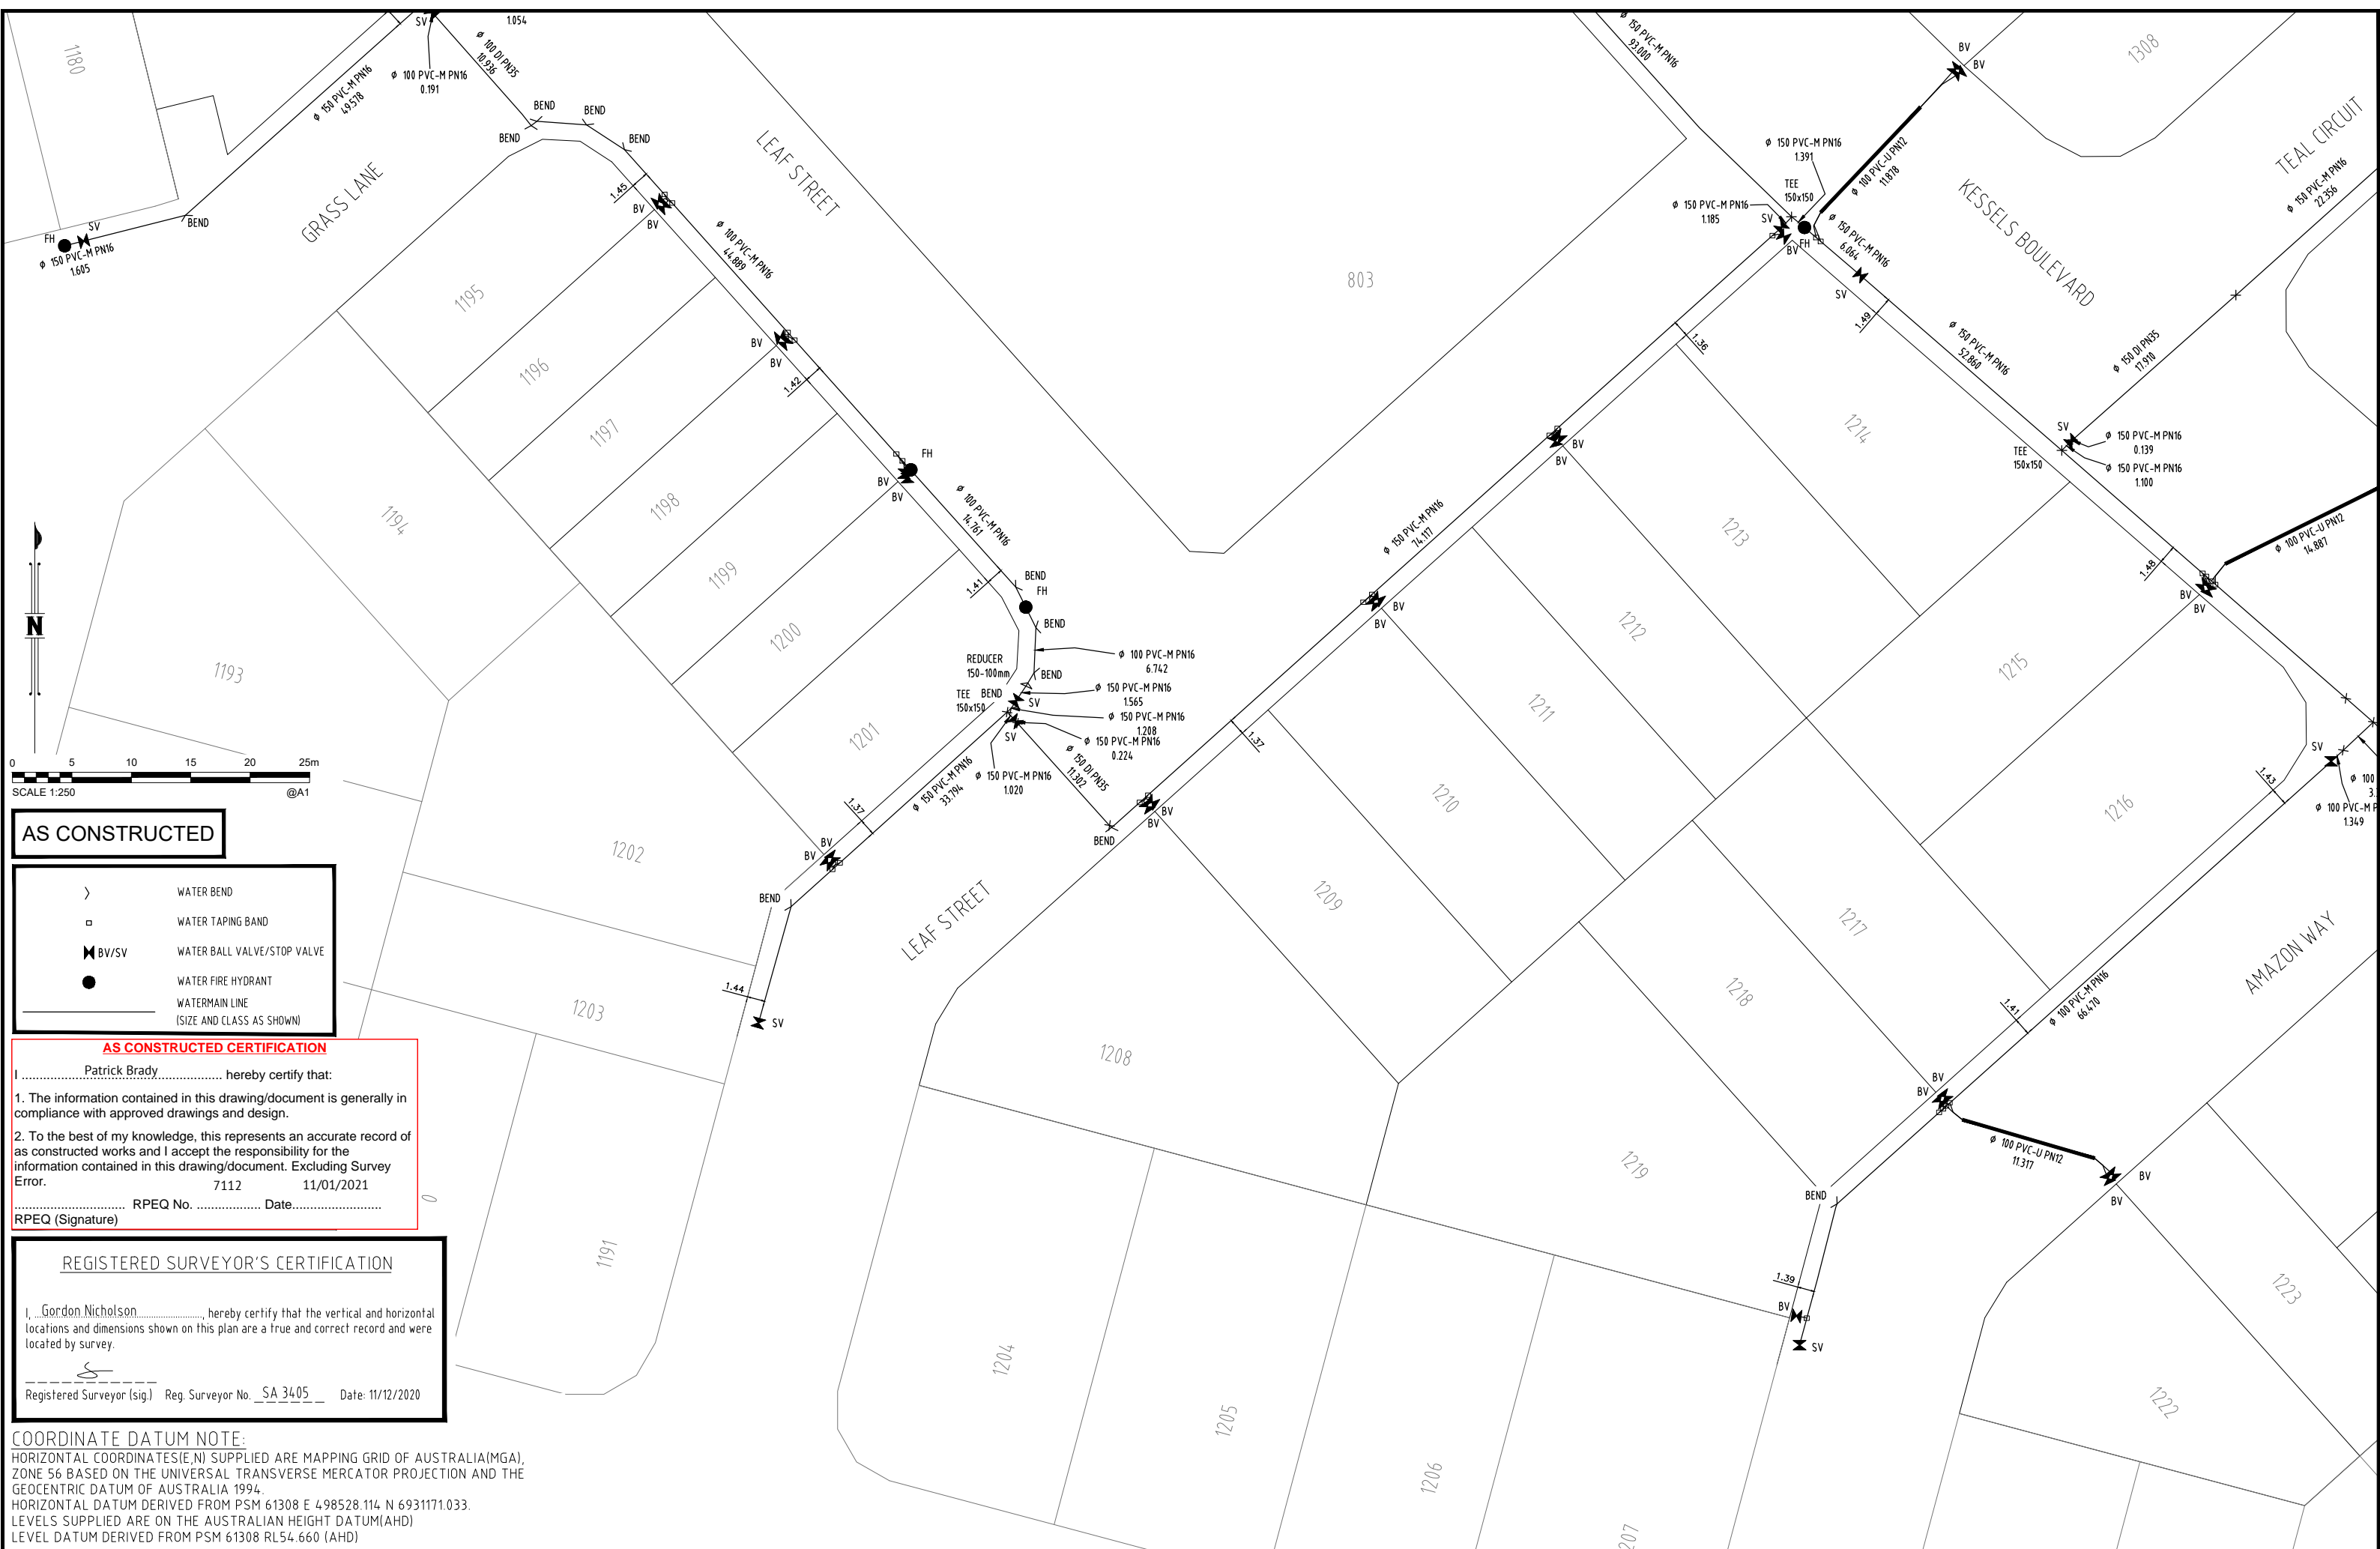 1180
SV
1.054
Ø 100 DI PN35
10.936
Ø 100 PVC-M PN16
0.191
Ø 150 PVC-M PN16
49.578
BEND
BEND
BEND
BEND
GRASS LANE
LEAF STREET
FH
SV
BEND
Ø 150 PVC-M PN16
1.605
1.45
BV
BV
Ø 100 PVC-M PN16
44.889
1195
1196
1197
1198
1199
1200
1201
1194
1193
BV
BV
1.42
FH
BV
BV
Ø 100 PVC-M PN16
14.761
1.41
BEND
FH
BEND
REDUCER
150-100mm
Ø 100 PVC-M PN16
6.742
BEND
TEE
150x150
BEND
SV
Ø 150 PVC-M PN16
1.565
Ø 150 PVC-M PN16
1.208
Ø 150 PVC-M PN16
0.224
SV
Ø 150 DI PN35
11.302
Ø 150 PVC-M PN16
1.020
Ø 150 PVC-M PN16
33.794
1.37
BV
BV
BEND
1202
1203
1.44
SV
1191
0
803
Ø 150 PVC-M PN16
93.000
Ø 150 PVC-M PN16
1.391
TEE
150x150
Ø 150 PVC-M PN16
1.185
SV
BV
FH
Ø 100 PVC-U PN12
11.878
BV
BV
1308
Ø 150 PVC-M PN16
6.064
SV
1.49
KESSELS BOULEVARD
TEAL CIRCUIT
Ø 150 PVC-M PN16
22.356
Ø 150 PVC-M PN16
52.860
Ø 150 DI PN35
17.910
SV
TEE
150x150
Ø 150 PVC-M PN16
0.139
Ø 150 PVC-M PN16
1.100
1.36
1214
1213
1212
1211
1210
1209
1208
BV
BV
Ø 150 PVC-M PN16
74.117
BV
BV
1.37
BV
BV
BEND
LEAF STREET
1.48
BV
BV
Ø 100 PVC-U PN12
14.887
1215
1216
1217
1218
1219
SV
1.43
Ø 100
3.
Ø 100 PVC-M P
1.349
AMAZON WAY
1.41
Ø 100 PVC-M PN16
66.470
BV
BV
Ø 100 PVC-U PN12
11.317
BV
BV
BEND
1.39
BV
SV
1223
1222
1204
1205
1206
207
N
0 5 10 15 20 25m
SCALE 1:250 @A1
AS CONSTRUCTED
WATER BEND
WATER TAPING BAND
BV/SV WATER BALL VALVE/STOP VALVE
WATER FIRE HYDRANT
WATERMAIN LINE
(SIZE AND CLASS AS SHOWN)
AS CONSTRUCTED CERTIFICATION
I ........ Patrick Brady ........ hereby certify that:
1. The information contained in this drawing/document is generally in
compliance with approved drawings and design.
2. To the best of my knowledge, this represents an accurate record of
as constructed works and I accept the responsibility for the
information contained in this drawing/document. Excluding Survey
Error.
7112 11/01/2021
............................... RPEQ No. .................. Date.........................
RPEQ (Signature)
REGISTERED SURVEYOR'S CERTIFICATION
I, Gordon Nicholson, hereby certify that the vertical and horizontal
locations and dimensions shown on this plan are a true and correct record and were
located by survey.
Registered Surveyor (sig.) Reg. Surveyor No. SA 3405 Date: 11/12/2020
COORDINATE DATUM NOTE:
HORIZONTAL COORDINATES(E,N) SUPPLIED ARE MAPPING GRID OF AUSTRALIA(MGA),
ZONE 56 BASED ON THE UNIVERSAL TRANSVERSE MERCATOR PROJECTION AND THE
GEOCENTRIC DATUM OF AUSTRALIA 1994.
HORIZONTAL DATUM DERIVED FROM PSM 61308 E 498528.114 N 6931171.033.
LEVELS SUPPLIED ARE ON THE AUSTRALIAN HEIGHT DATUM(AHD)
LEVEL DATUM DERIVED FROM PSM 61308 RL54.660 (AHD)